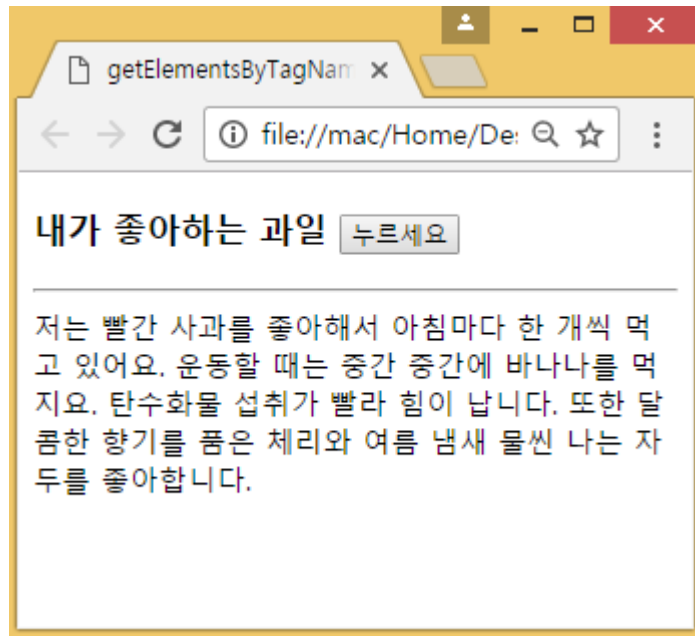 getElementsByTagNam
file://mac/Home/De
내가 좋아하는 과일 누르세요
저는 빨간 사과를 좋아해서 아침마다 한 개씩 먹
고 있어요. 운동할 때는 중간 중간에 바나나를 먹
지요. 탄수화물 섭취가 빨라 힘이 납니다. 또한 달
콤한 향기를 품은 체리와 여름 냄새 물씬 나는 자
두를 좋아합니다.